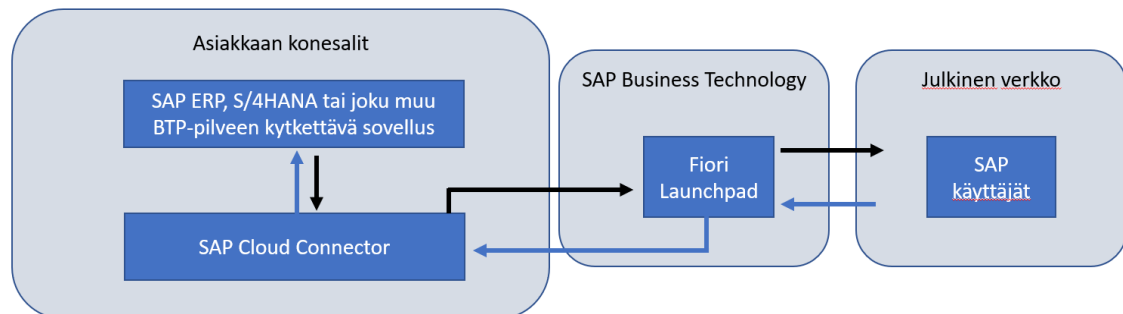 Asiakkaan konesalit
SAP ERP, S/4HANA tai joku muu
BTP-pilveen kytkettävä sovellus
SAP Cloud Connector
SAP Business Technology
Fiori
Launchpad
Julkinen verkko
SAP
käyttäjät